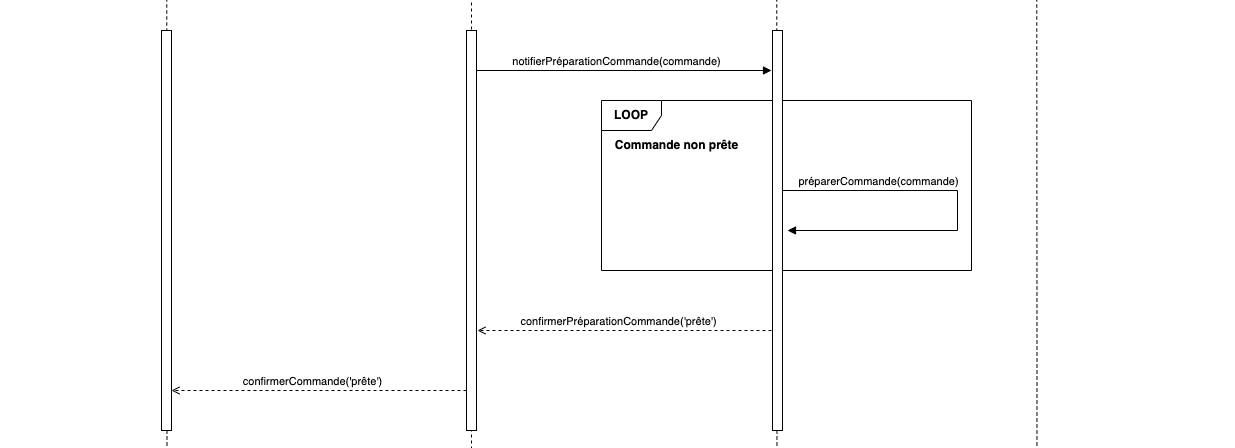 notifierPréparationCommande(commande)
LOOP
Commande non prête
préparerCommande(commande)
confirmerPréparationCommande('prête')
confirmerCommande('prête')